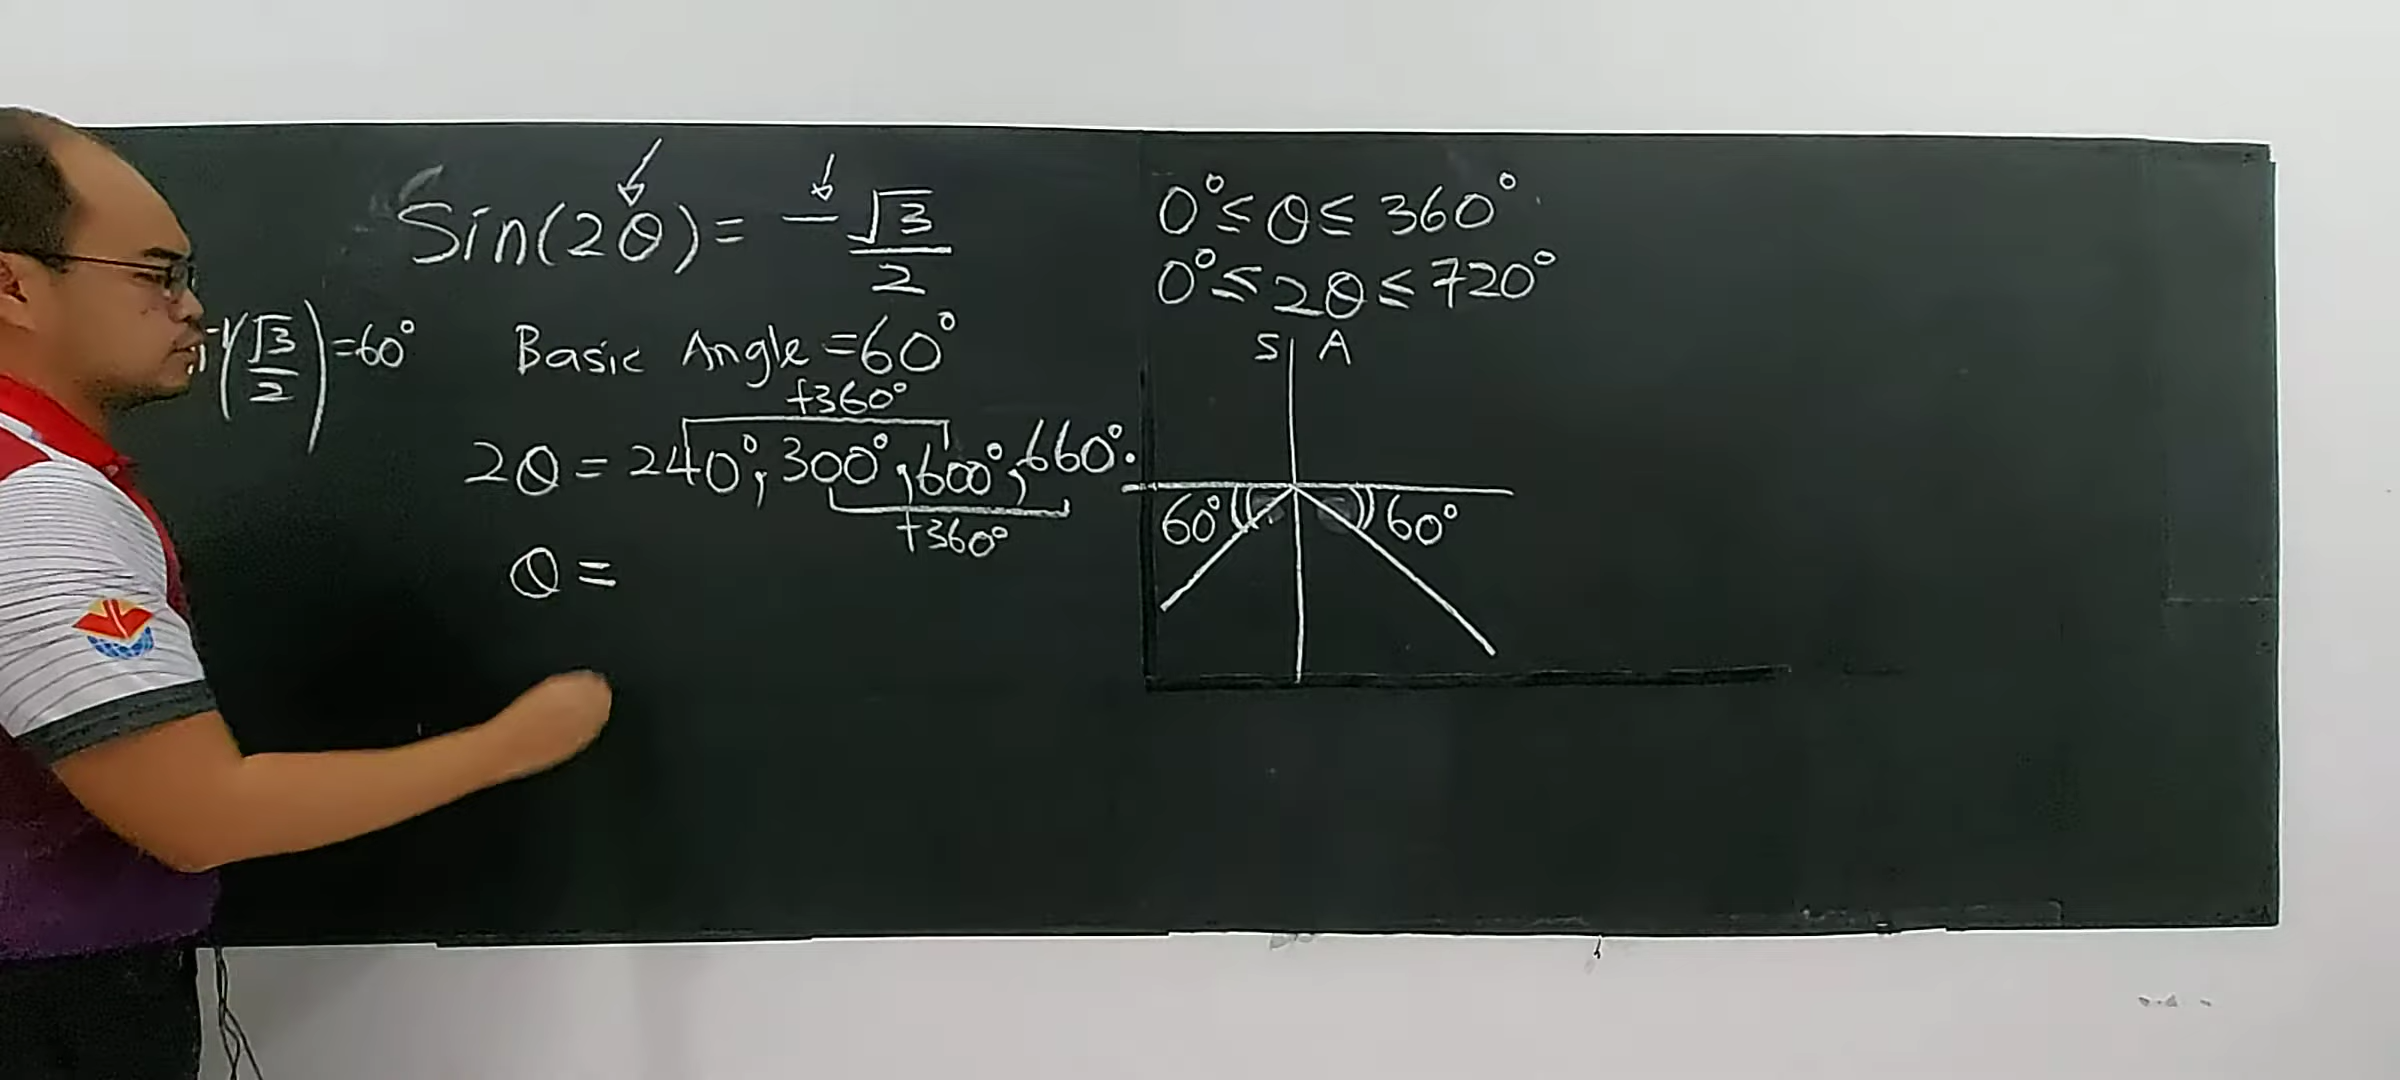 Sin(2θ) = -√3/2
(√3/2) = 60°
Basic Angle = 60°
+360°
2θ = 240°, 300°, 600°, 660°.
+360°
θ =
0° ≤ θ ≤ 360°
0° ≤ 2θ ≤ 720°
S A
60° 60°